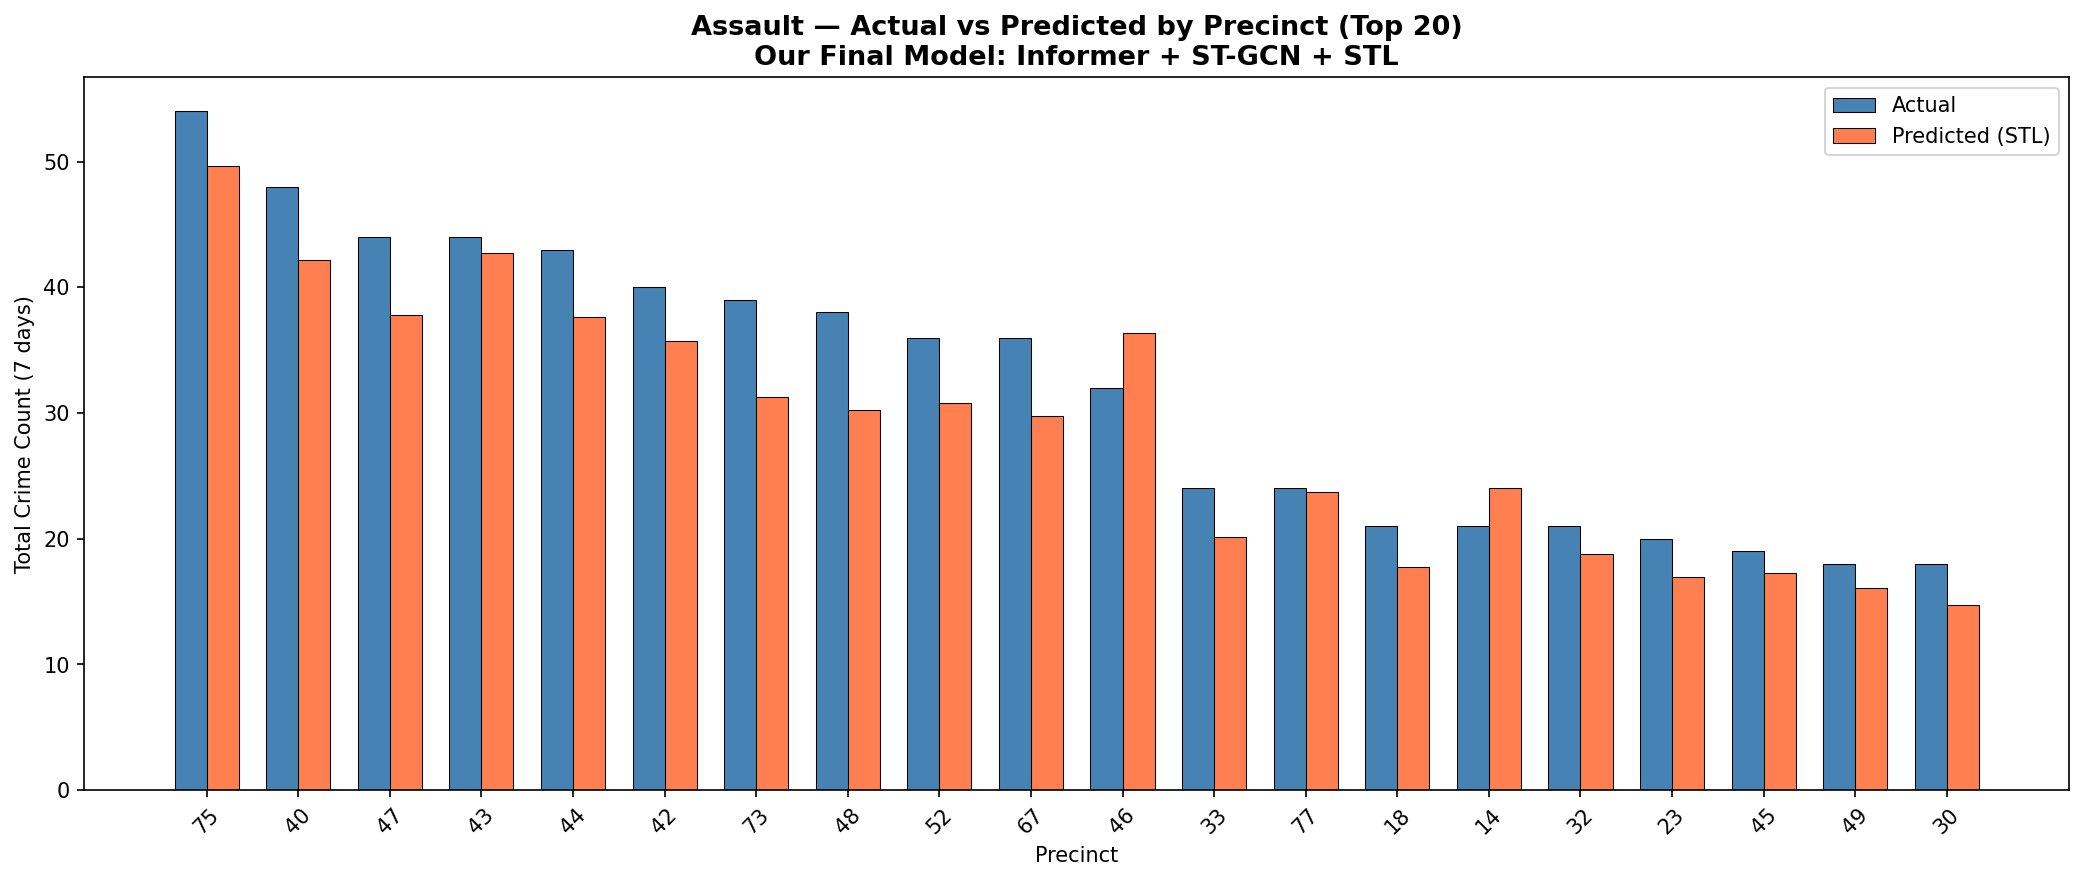 Assault — Actual vs Predicted by Precinct (Top 20)
Our Final Model: Informer + ST-GCN + STL
Actual
Predicted (STL)
Total Crime Count (7 days)
50
40
30
20
10
0
75 40 47 43 44 42 73 48 52 67 46 33 77 18 14 32 23 45 49 30
Precinct